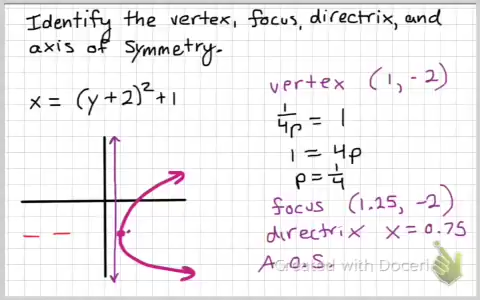 Identify the vertex, focus, directrix, and
axis of symmetry.
x = (y+2)²+1
vertex (1, -2)
1/4p = 1
1 = 4p
p = 1/4
focus (1.25, -2)
directrix x = 0.75
A.O.S.
Created with Doceri